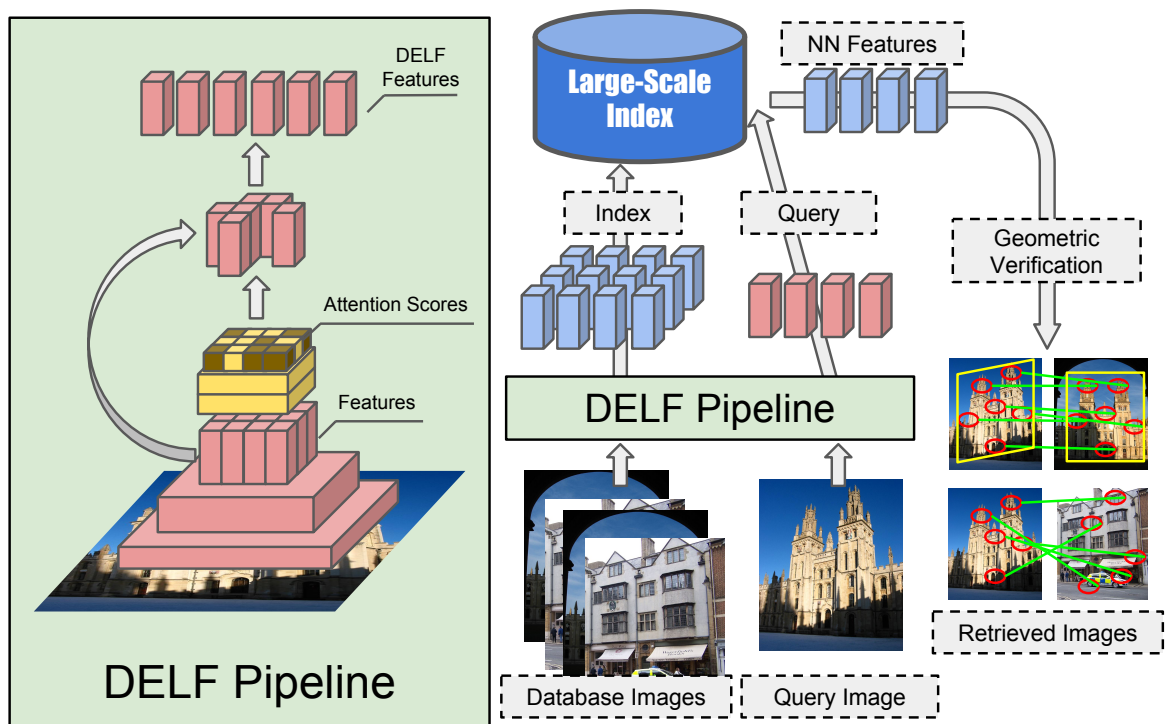 DELF
Features
Attention Scores
Features
DELF Pipeline
Large-Scale
Index
NN Features
Index
Query
Geometric
Verification
DELF Pipeline
Database Images
Query Image
Retrieved Images